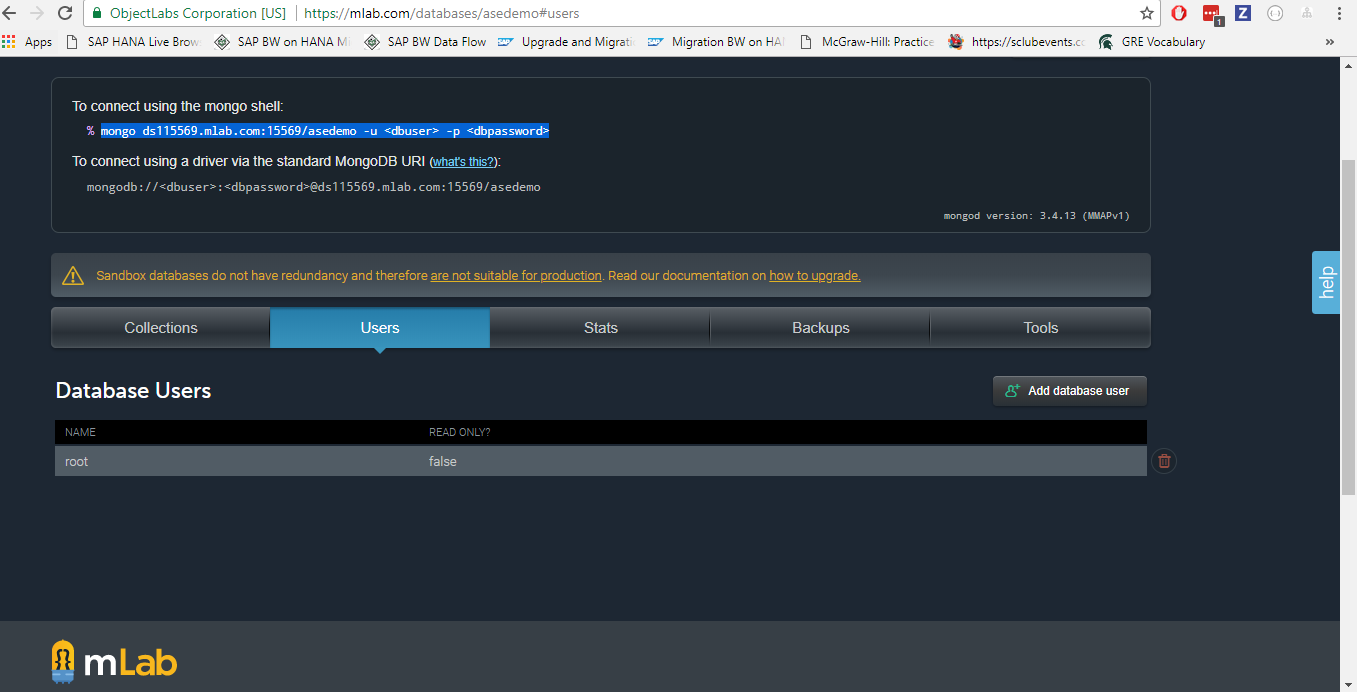 ObjectLabs Corporation [US] https://mlab.com/databases/asedemo#users
1
Z
Apps SAP HANA Live Brow SAP BW on HANA Mi SAP BW Data Flow Upgrade and Migrati Migration BW on HA McGraw-Hill: Practice https://sclubevents.c GRE Vocabulary »
To connect using the mongo shell:
% mongo ds115569.mlab.com:15569/asedemo -u <dbuser> -p <dbpassword>
To connect using a driver via the standard MongoDB URI (what's this?):
mongodb://<dbuser>:<dbpassword>@ds115569.mlab.com:15569/asedemo
mongod version: 3.4.13 (MMAPv1)
Sandbox databases do not have redundancy and therefore are not suitable for production. Read our documentation on how to upgrade.
help
Collections Users Stats Backups Tools
Database Users
Add database user
NAME READ ONLY?
root false
mLab